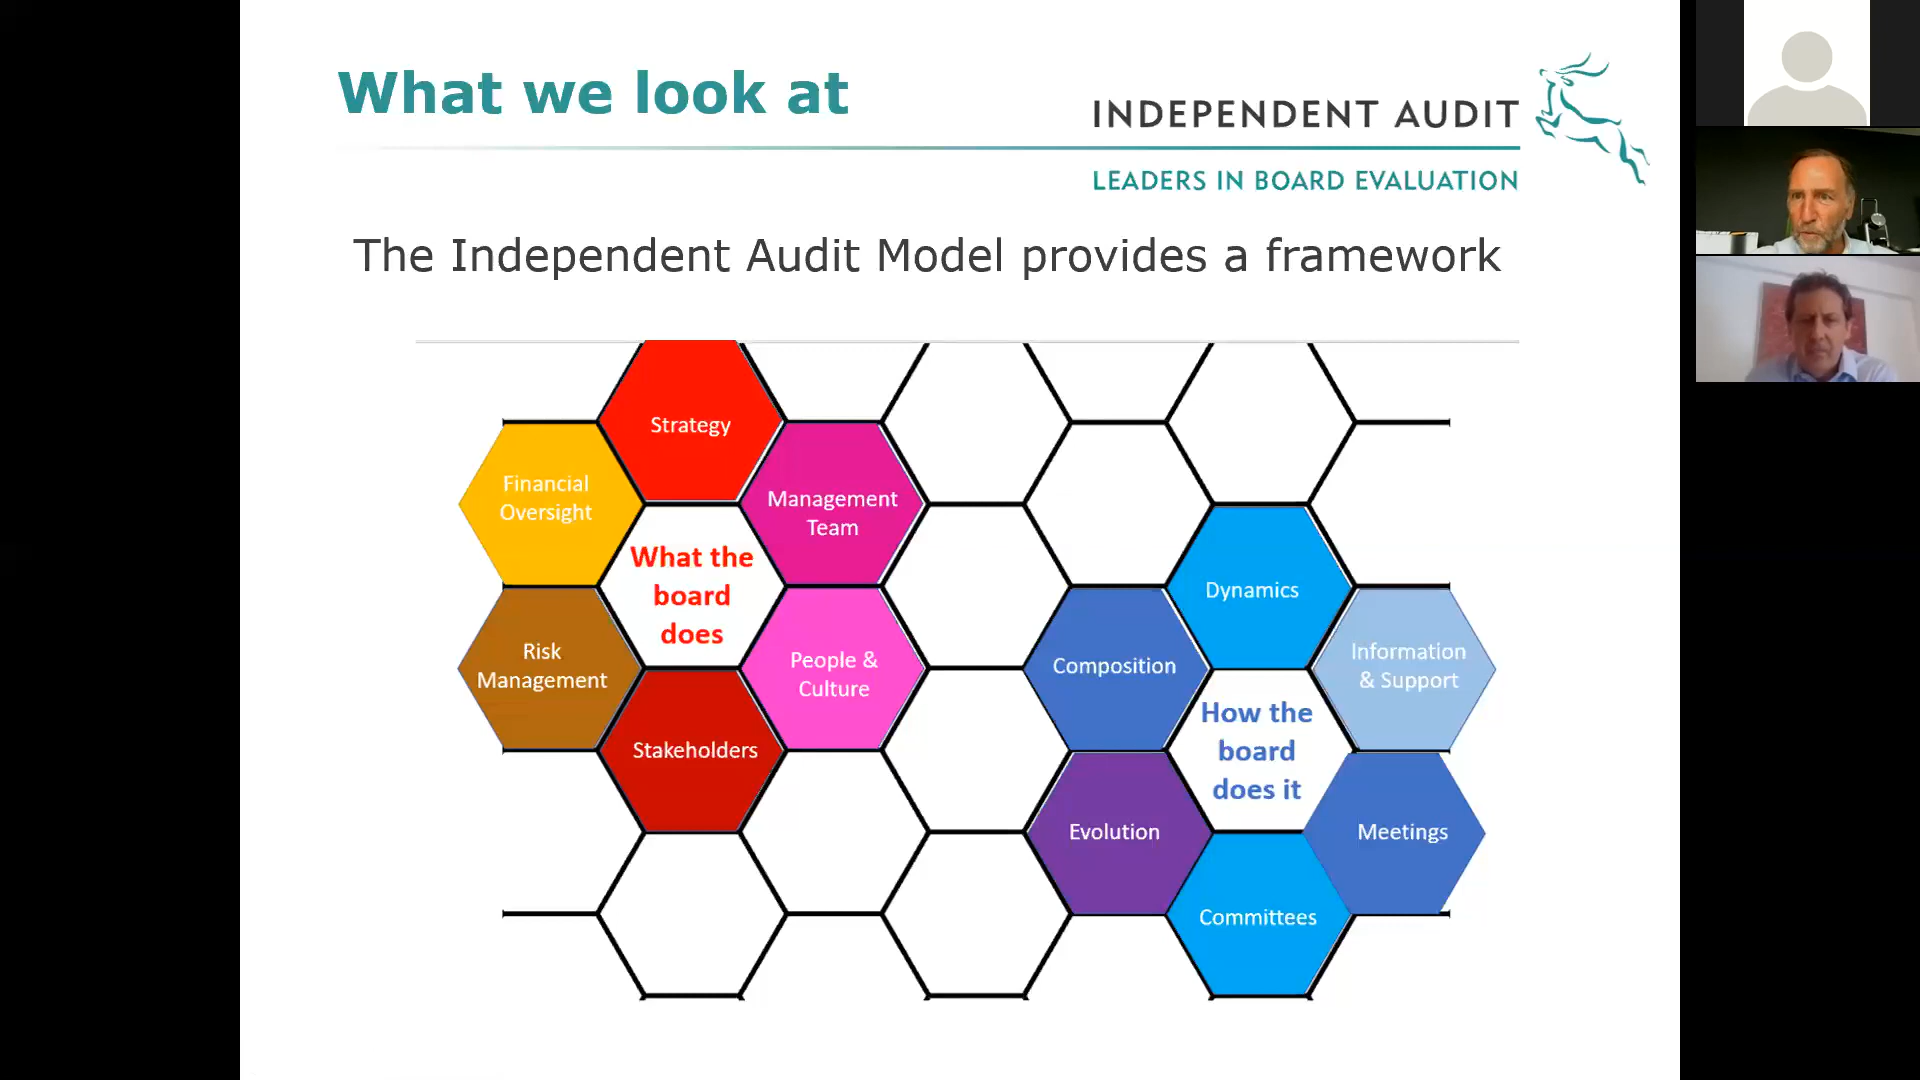 What we look at
INDEPENDENT AUDIT
LEADERS IN BOARD EVALUATION
The Independent Audit Model provides a framework
Strategy
Financial
Oversight
Management
Team
What the
board
does
Risk
Management
People &
Culture
Stakeholders
Dynamics
Composition
Information
& Support
How the
board
does it
Evolution
Meetings
Committees